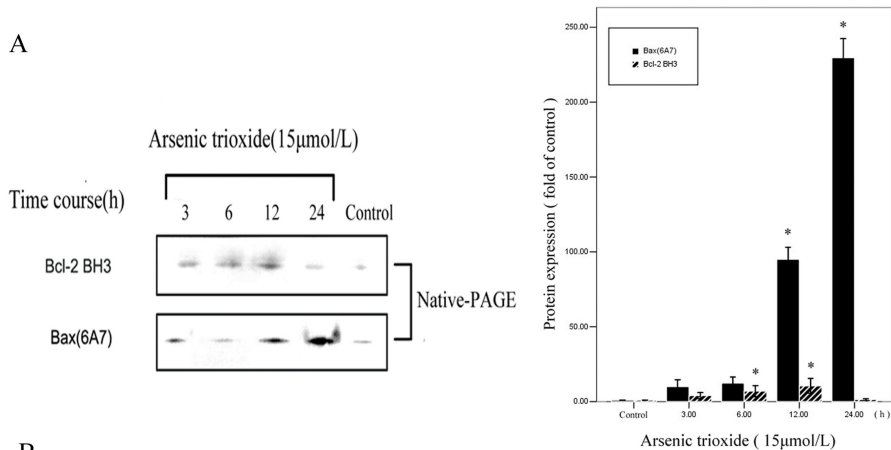 A
Arsenic trioxide(15μmol/L)
Time course(h) 3 6 12 24 Control
Bcl-2 BH3
Bax(6A7)
Native-PAGE
B
Protein expression ( fold of control )
250.00
200.00
150.00
100.00
50.00
0.00
Bax(6A7)
Bcl-2 BH3
*
*
*
*
Control 3.00 6.00 12.00 24.00 ( h )
Arsenic trioxide ( 15μmol/L)